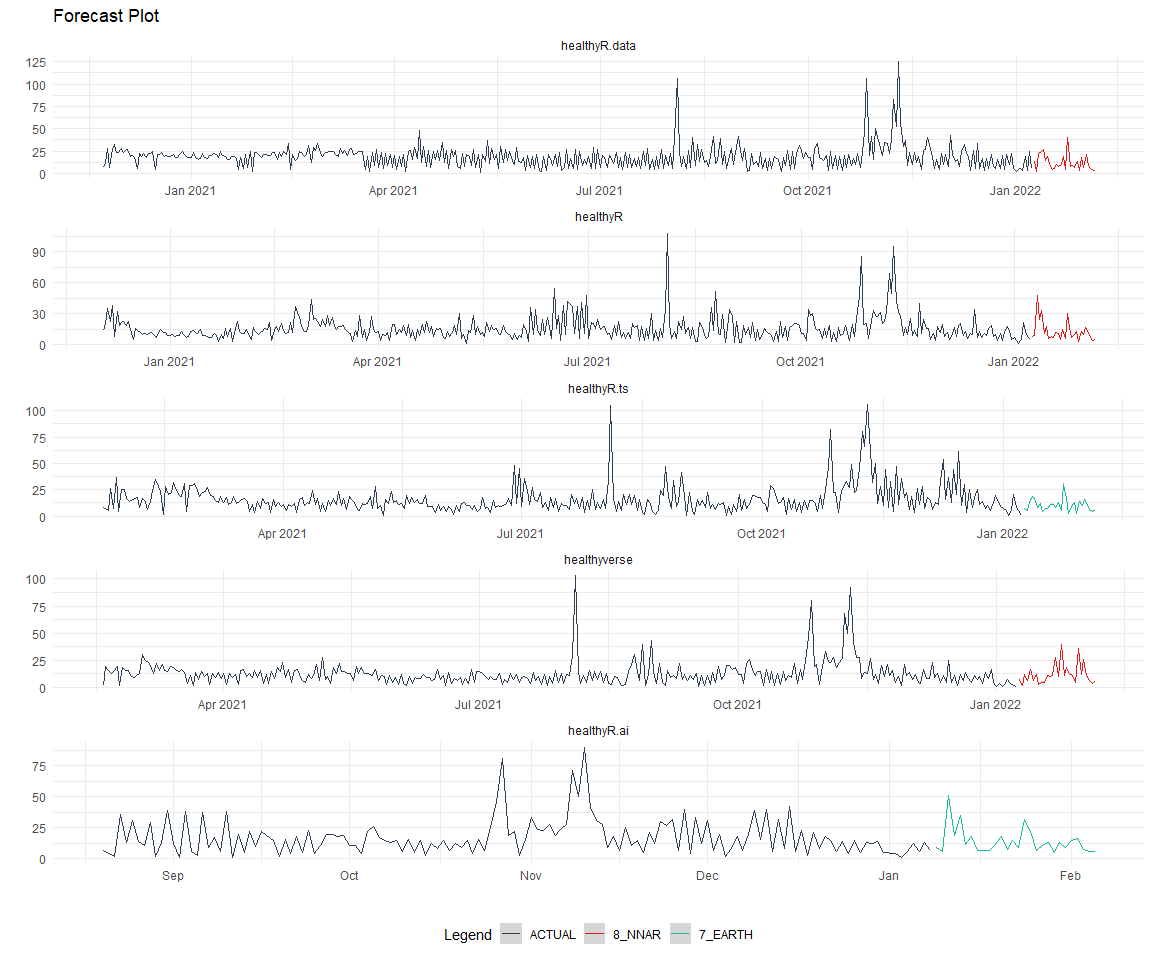 Forecast Plot
healthyR.data
125
100
75
50
25
0
Jan 2021 Apr 2021 Jul 2021 Oct 2021 Jan 2022
healthyR
90
60
30
0
Jan 2021 Apr 2021 Jul 2021 Oct 2021 Jan 2022
healthyR.ts
100
75
50
25
0
Apr 2021 Jul 2021 Oct 2021 Jan 2022
healthyverse
100
75
50
25
0
Apr 2021 Jul 2021 Oct 2021 Jan 2022
healthyR.ai
75
50
25
0
Sep Oct Nov Dec Jan Feb
Legend ACTUAL 8_NNAR 7_EARTH